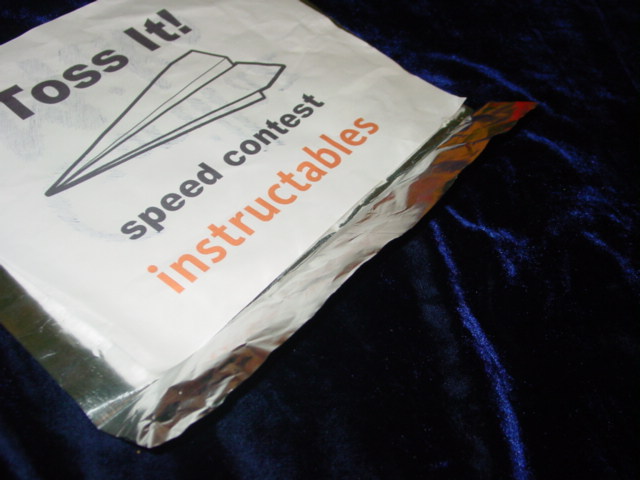 Toss It!
speed contest
instructables